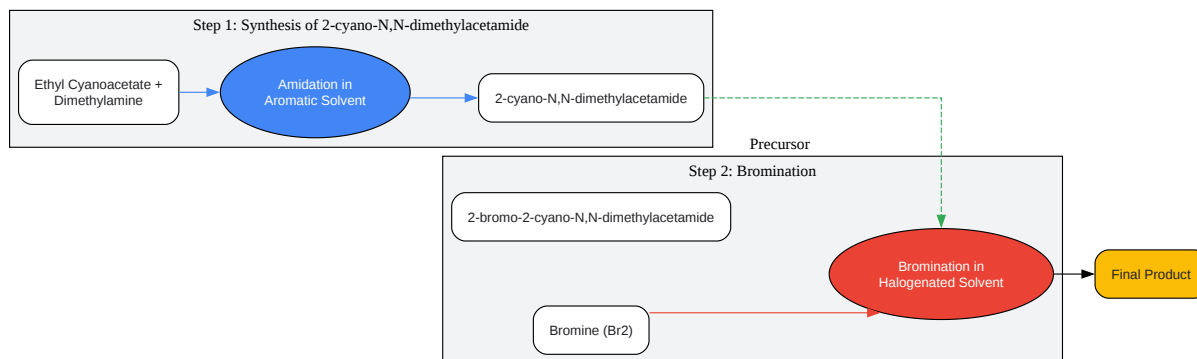 Step 1: Synthesis of 2-cyano-N,N-dimethylacetamide
Ethyl Cyanoacetate +
Dimethylamine
Amidation in
Aromatic Solvent
2-cyano-N,N-dimethylacetamide
Precursor
Step 2: Bromination
2-bromo-2-cyano-N,N-dimethylacetamide
Bromination in
Halogenated Solvent
Final Product
Bromine (Br2)